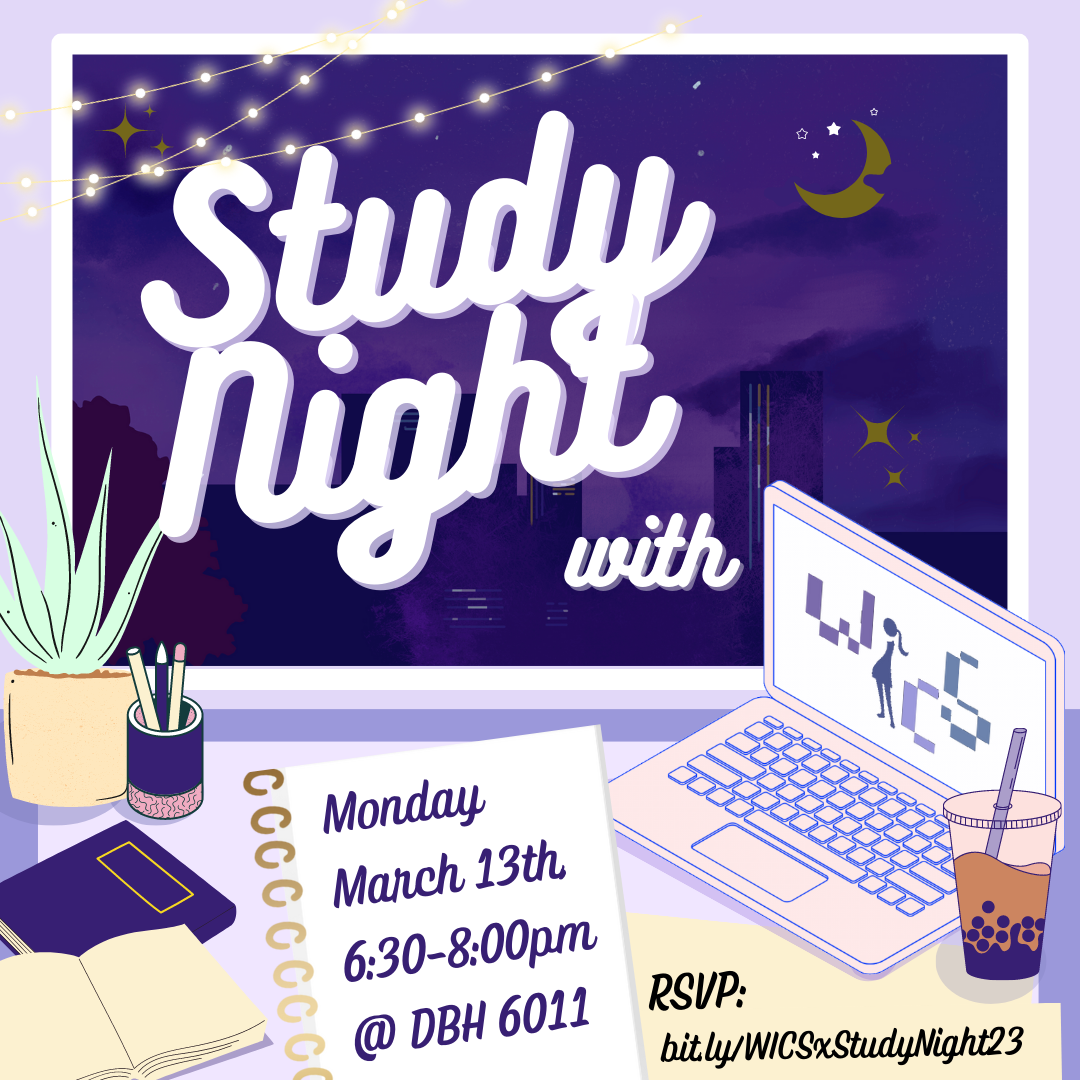 Study
Night
with
WiCS
Monday
March 13th,
6:30-8:00pm
@ DBH 6011
RSVP:
bit.ly/WICSxStudyNight23